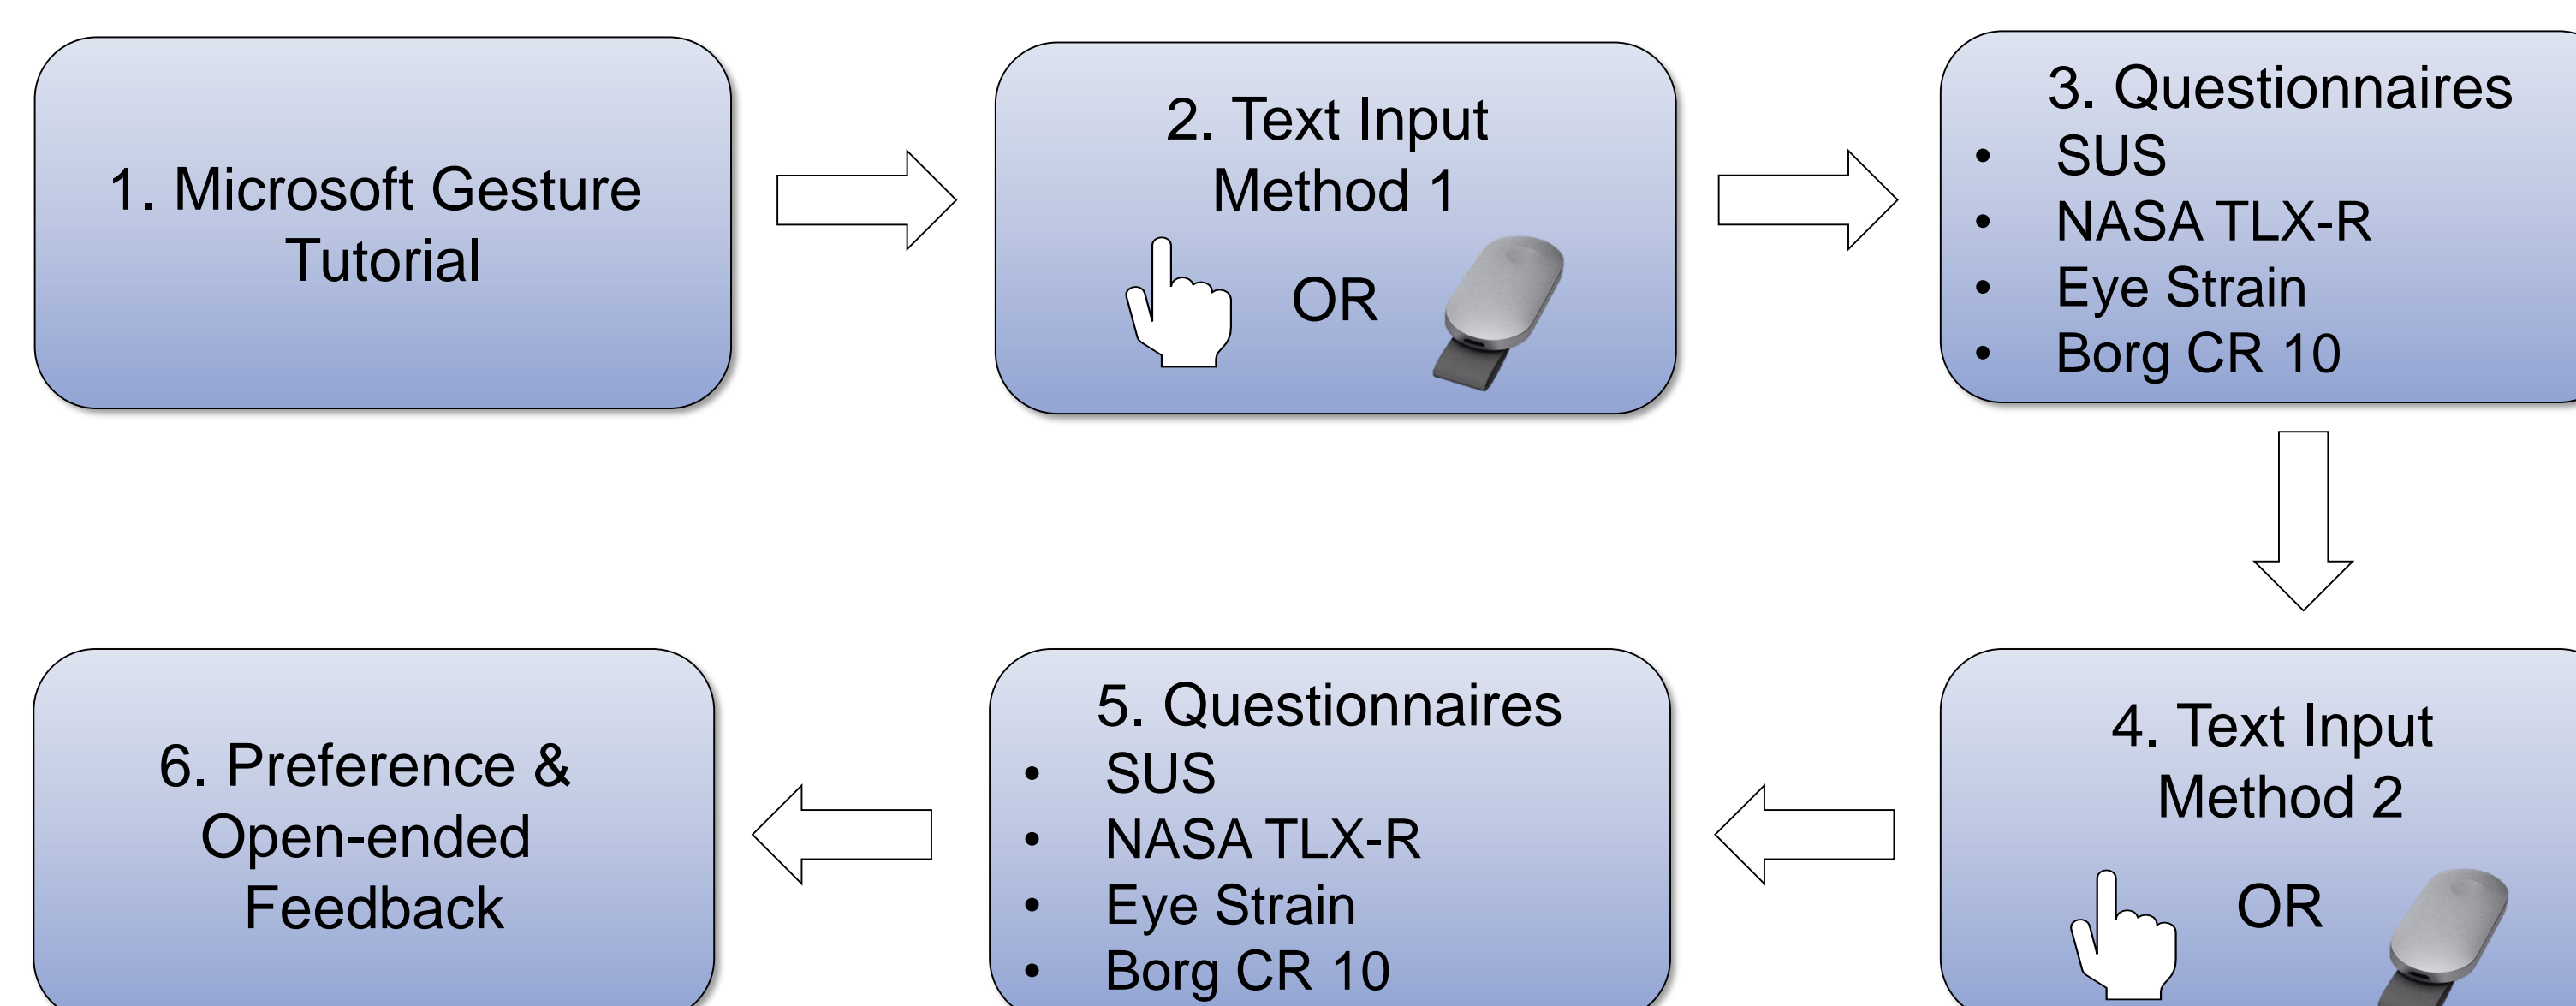 1. Microsoft Gesture
Tutorial
2. Text Input
Method 1
OR
3. Questionnaires
• SUS
• NASA TLX-R
• Eye Strain
• Borg CR 10
4. Text Input
Method 2
OR
5. Questionnaires
• SUS
• NASA TLX-R
• Eye Strain
• Borg CR 10
6. Preference &
Open-ended
Feedback